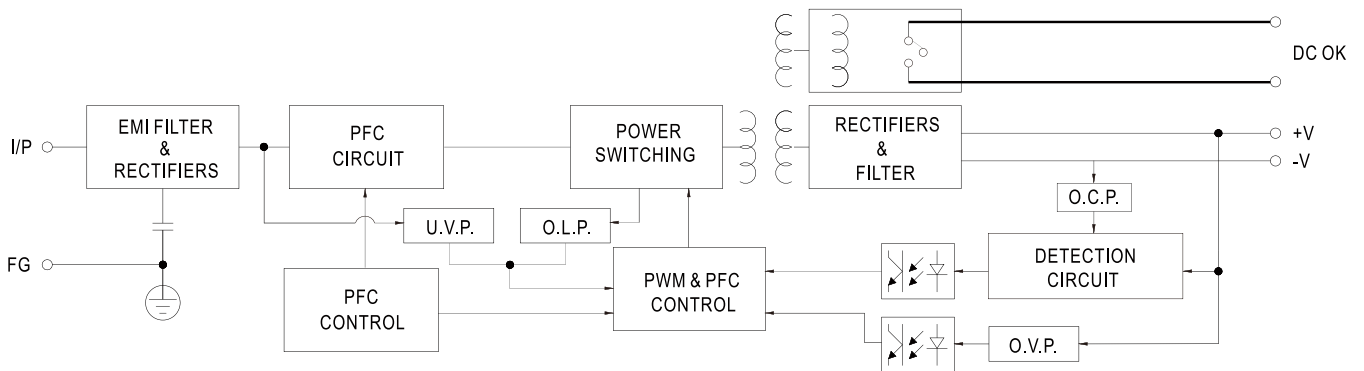 DC OK
I/P
EMI FILTER
&
RECTIFIERS
PFC
CIRCUIT
POWER
SWITCHING
RECTIFIERS
&
FILTER
+V
-V
O.C.P.
U.V.P.
O.L.P.
FG
PFC
CONTROL
PWM & PFC
CONTROL
DETECTION
CIRCUIT
O.V.P.